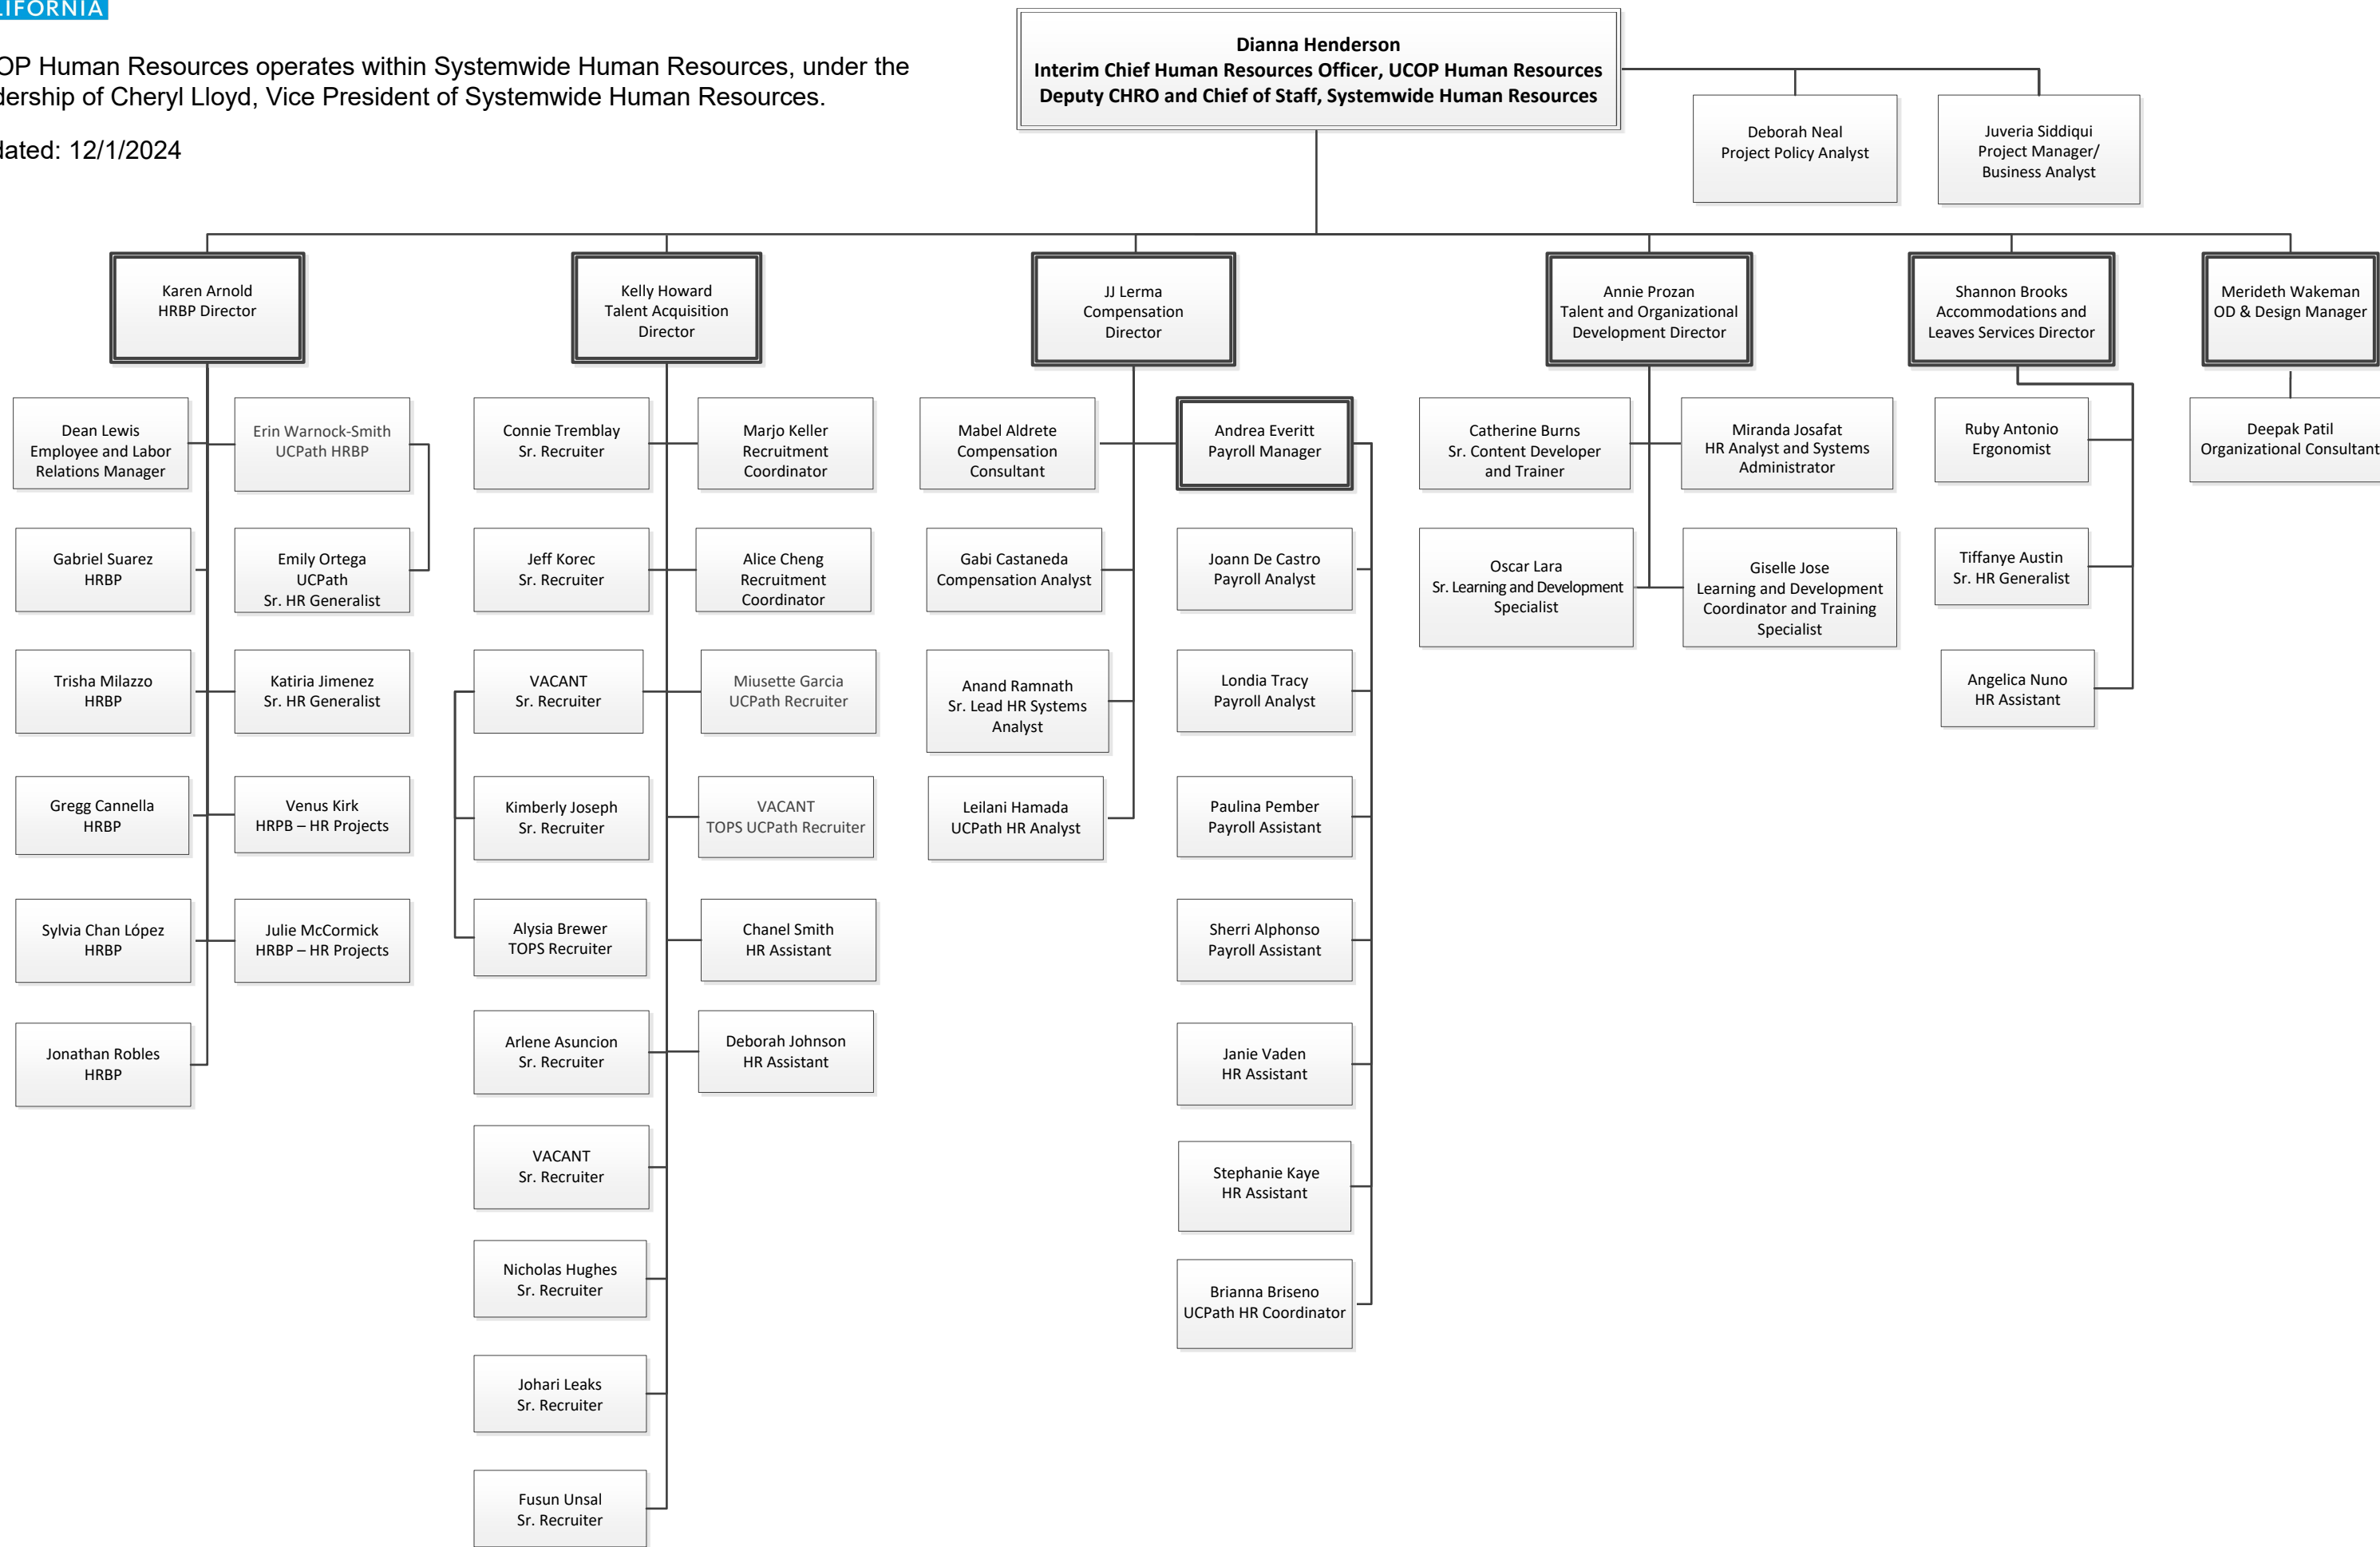 LIFORNIA
OP Human Resources operates within Systemwide Human Resources, under the
dership of Cheryl Lloyd, Vice President of Systemwide Human Resources.
dated: 12/1/2024
Dianna Henderson
Interim Chief Human Resources Officer, UCOP Human Resources
Deputy CHRO and Chief of Staff, Systemwide Human Resources
Deborah Neal
Project Policy Analyst
Juveria Siddiqui
Project Manager/
Business Analyst
Karen Arnold
HRBP Director
Kelly Howard
Talent Acquisition
Director
JJ Lerma
Compensation
Director
Annie Prozan
Talent and Organizational
Development Director
Shannon Brooks
Accommodations and
Leaves Services Director
Merideth Wakeman
OD & Design Manager
Dean Lewis
Employee and Labor
Relations Manager
Erin Warnock-Smith
UCPath HRBP
Gabriel Suarez
HRBP
Emily Ortega
UCPath
Sr. HR Generalist
Trisha Milazzo
HRBP
Katiria Jimenez
Sr. HR Generalist
Gregg Cannella
HRBP
Venus Kirk
HRPB – HR Projects
Sylvia Chan López
HRBP
Julie McCormick
HRBP – HR Projects
Jonathan Robles
HRBP
Connie Tremblay
Sr. Recruiter
Marjo Keller
Recruitment
Coordinator
Jeff Korec
Sr. Recruiter
Alice Cheng
Recruitment
Coordinator
VACANT
Sr. Recruiter
Miusette Garcia
UCPath Recruiter
Kimberly Joseph
Sr. Recruiter
VACANT
TOPS UCPath Recruiter
Alysia Brewer
TOPS Recruiter
Chanel Smith
HR Assistant
Arlene Asuncion
Sr. Recruiter
Deborah Johnson
HR Assistant
VACANT
Sr. Recruiter
Nicholas Hughes
Sr. Recruiter
Johari Leaks
Sr. Recruiter
Fusun Unsal
Sr. Recruiter
Mabel Aldrete
Compensation
Consultant
Andrea Everitt
Payroll Manager
Gabi Castaneda
Compensation Analyst
Joann De Castro
Payroll Analyst
Anand Ramnath
Sr. Lead HR Systems
Analyst
Londia Tracy
Payroll Analyst
Leilani Hamada
UCPath HR Analyst
Paulina Pember
Payroll Assistant
Sherri Alphonso
Payroll Assistant
Janie Vaden
HR Assistant
Stephanie Kaye
HR Assistant
Brianna Briseno
UCPath HR Coordinator
Catherine Burns
Sr. Content Developer
and Trainer
Miranda Josafat
HR Analyst and Systems
Administrator
Oscar Lara
Sr. Learning and Development
Specialist
Giselle Jose
Learning and Development
Coordinator and Training
Specialist
Ruby Antonio
Ergonomist
Tiffanye Austin
Sr. HR Generalist
Angelica Nuno
HR Assistant
Deepak Patil
Organizational Consultant